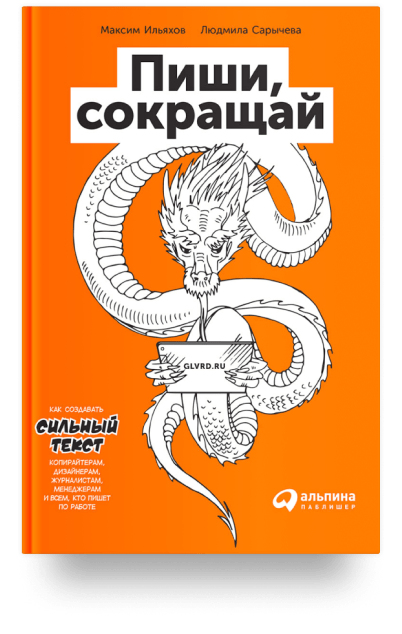 Максим Ильяхов Людмила Сарычева
Пиши,
сокращай
GLVRD.RU
КАК СОЗДАВАТЬ
СИЛЬНЫЙ
ТЕКСТ
КОПИРАЙТЕРАМ,
ДИЗАЙНЕРАМ,
ЖУРНАЛИСТАМ,
МЕНЕДЖЕРАМ
И ВСЕМ, КТО ПИШЕТ
ПО РАБОТЕ
альпина
ПАБЛИШЕР